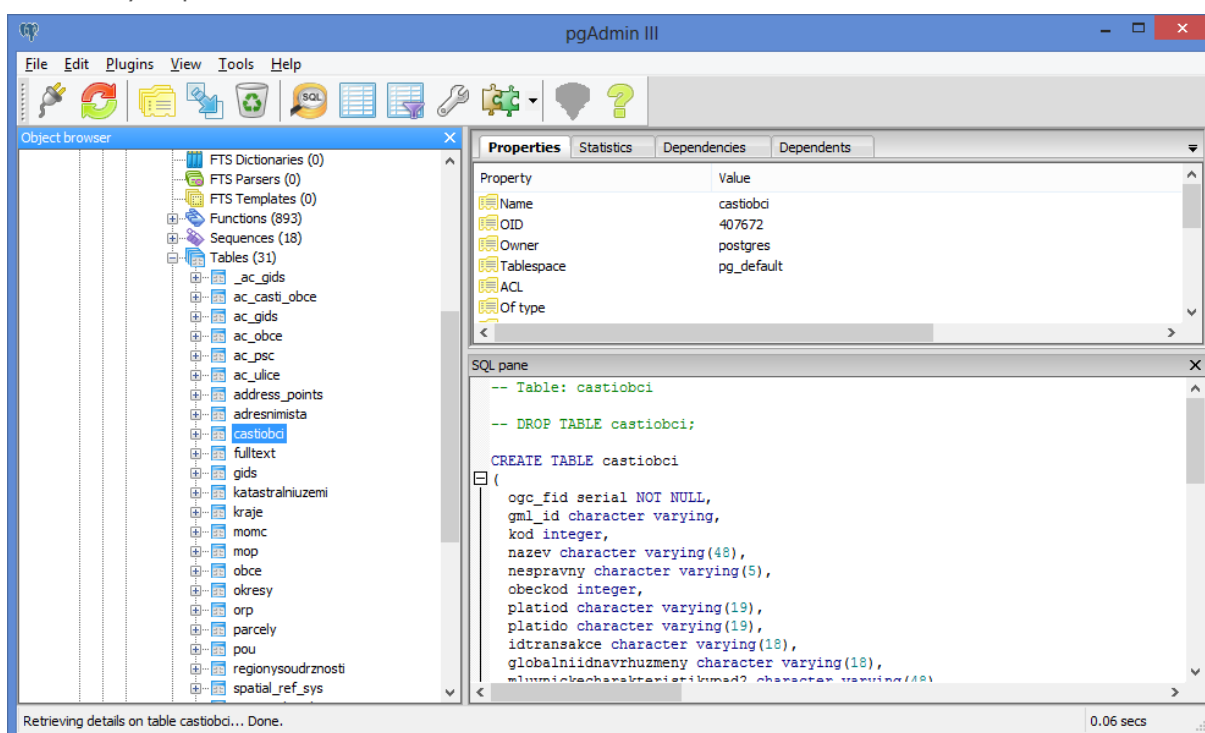 pgAdmin III
File Edit Plugins View Tools Help
SQL
Object browser
FTS Dictionaries (0)
FTS Parsers (0)
FTS Templates (0)
Functions (893)
Sequences (18)
Tables (31)
_ac_gids
ac_casti_obce
ac_gids
ac_obce
ac_psc
ac_ulice
address_points
adresnimista
castiobci
fulltext
gids
katastralniuzemi
kraje
momc
mop
obce
okresy
orp
parcely
pou
regionysoudrznosti
spatial_ref_sys
Properties Statistics Dependencies Dependents
Property Value
Name castiobci
OID 407672
Owner postgres
Tablespace pg_default
ACL
Of type
SQL pane
-- Table: castiobci
-- DROP TABLE castiobci;
CREATE TABLE castiobci
(
ogc_fid serial NOT NULL,
gml_id character varying,
kod integer,
nazev character varying(48),
nespravny character varying(5),
obeckod integer,
platiod character varying(19),
platido character varying(19),
idtransakce character varying(18),
globalniidnavrhuzmeny character varying(18),
mluvnickecharakteristikypad2 character varying(48)
Retrieving details on table castiobci... Done. 0.06 secs